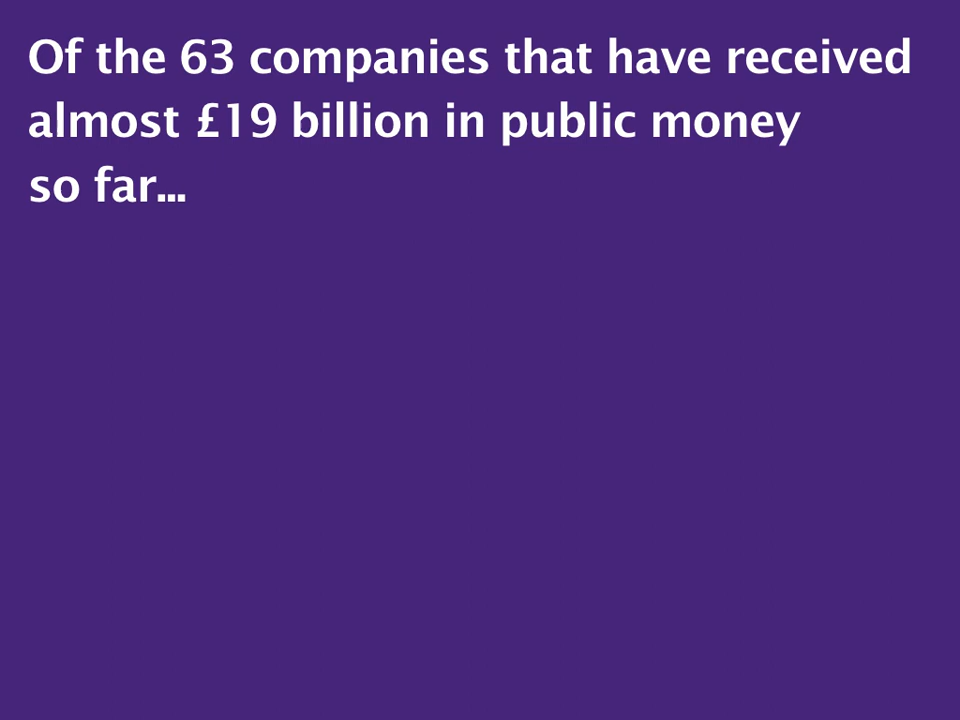 Of the 63 companies that have received
almost £19 billion in public money
so far...